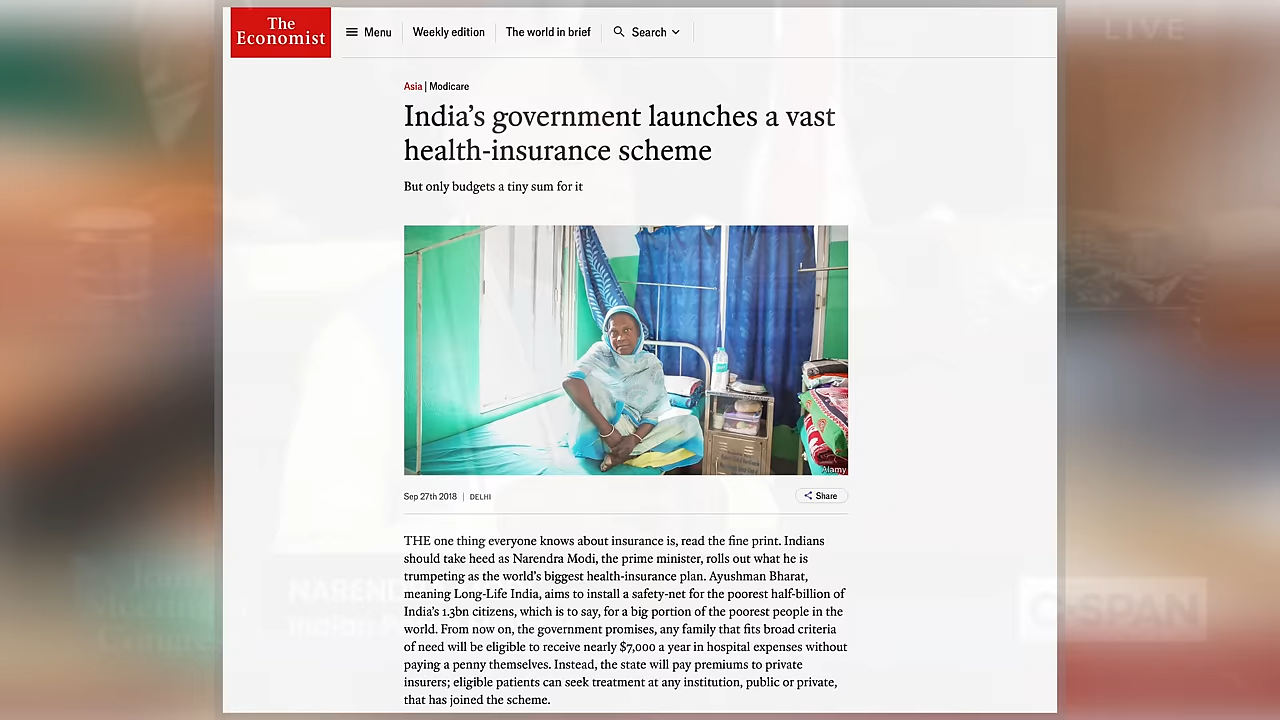 The
Economist
Menu
Weekly edition
The world in brief
Search
LIVE
Asia | Modicare
India's government launches a vast
health-insurance scheme
But only budgets a tiny sum for it
Alamy
Sep 27th 2018 | DELHI
Share
THE one thing everyone knows about insurance is, read the fine print. Indians
should take heed as Narendra Modi, the prime minister, rolls out what he is
trumpeting as the world's biggest health-insurance plan. Ayushman Bharat,
meaning Long-Life India, aims to install a safety-net for the poorest half-billion of
India's 1.3bn citizens, which is to say, for a big portion of the poorest people in the
world. From now on, the government promises, any family that fits broad criteria
of need will be eligible to receive nearly $7,000 a year in hospital expenses without
paying a penny themselves. Instead, the state will pay premiums to private
insurers; eligible patients can seek treatment at any institution, public or private,
that has joined the scheme.
C-SPAN